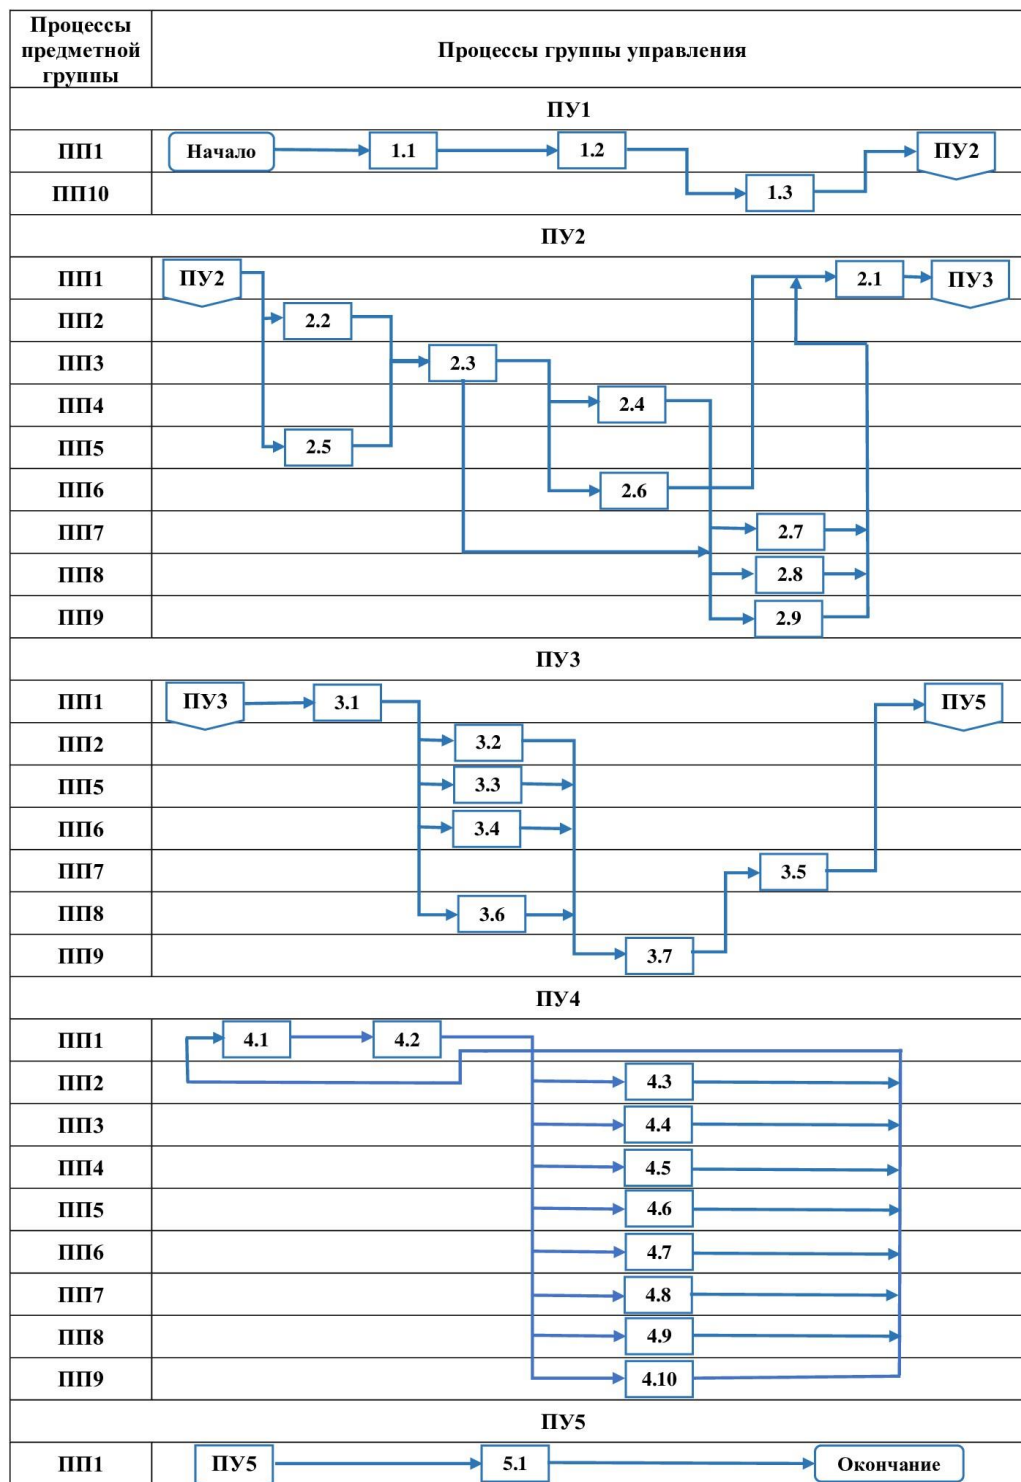 Процессы
предметной
группы
Процессы группы управления
ПУ1
ПП1 Начало 1.1 1.2 ПУ2
ПП10 1.3
ПУ2
ПП1 ПУ2 2.1 ПУ3
ПП2 2.2
ПП3 2.3
ПП4 2.4
ПП5 2.5
ПП6 2.6
ПП7 2.7
ПП8 2.8
ПП9 2.9
ПУ3
ПП1 ПУ3 3.1 ПУ5
ПП2 3.2
ПП5 3.3
ПП6 3.4
ПП7 3.5
ПП8 3.6
ПП9 3.7
ПУ4
ПП1 4.1 4.2
ПП2 4.3
ПП3 4.4
ПП4 4.5
ПП5 4.6
ПП6 4.7
ПП7 4.8
ПП8 4.9
ПП9 4.10
ПУ5
ПП1 ПУ5 5.1 Окончание